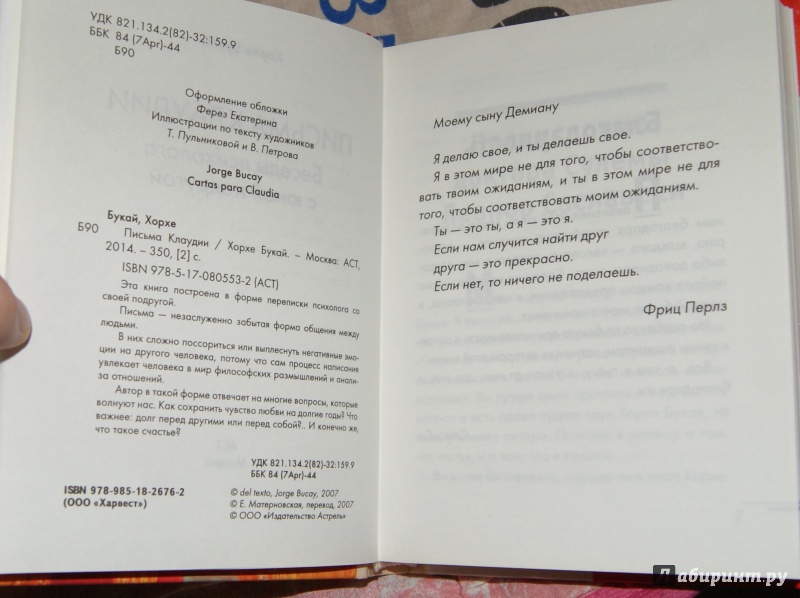 УДК 821.134.2(82)-32:159.9
ББК 84 (7Арг)-44
Б90
Оформление обложки
Ферез Екатерина
Иллюстрации по тексту художников
Т. Пульниковой и В. Петрова
Jorge Bucay
Cartas para Claudia
Букай, Хорхе
Б90 Письма Клаудии / Хорхе Букай. – Москва: АСТ,
2014. – 350, [2] с.
ISBN 978-5-17-080553-2 (АСТ)
Эта книга построена в форме переписки психолога со
своей подругой.
Письма — незаслуженно забытая форма общения между
людьми.
В них сложно поссориться или выплеснуть негативные эмо-
ции на другого человека, потому что сам процесс написания
увлекает человека в мир философских размышлений и анали-
за отношений.
Автор в такой форме отвечает на многие вопросы, которые
волнуют нас. Как сохранить чувство любви на долгие годы? Что
важнее: долг перед другими или перед собой?.. И конечно же,
что такое счастье?
УДК 821.134.2(82)-32:159.9
ББК 84 (7Арг)-44
ISBN 978-985-18-2676-2
(ООО «Харвест»)
© del texto, Jorge Bucay, 2007
© Е. Матерновская, перевод, 2007
© ООО «Издательство Астрель»
Моему сыну Демиану
Я делаю свое, и ты делаешь свое.
Я в этом мире не для того, чтобы соответство-
вать твоим ожиданиям, и ты в этом мире не для
того, чтобы соответствовать моим ожиданиям.
Ты — это ты, а я — это я.
Если нам случится найти друг
друга — это прекрасно.
Если нет, то ничего не поделаешь.
Фриц Перлз
Лабиринт.ру